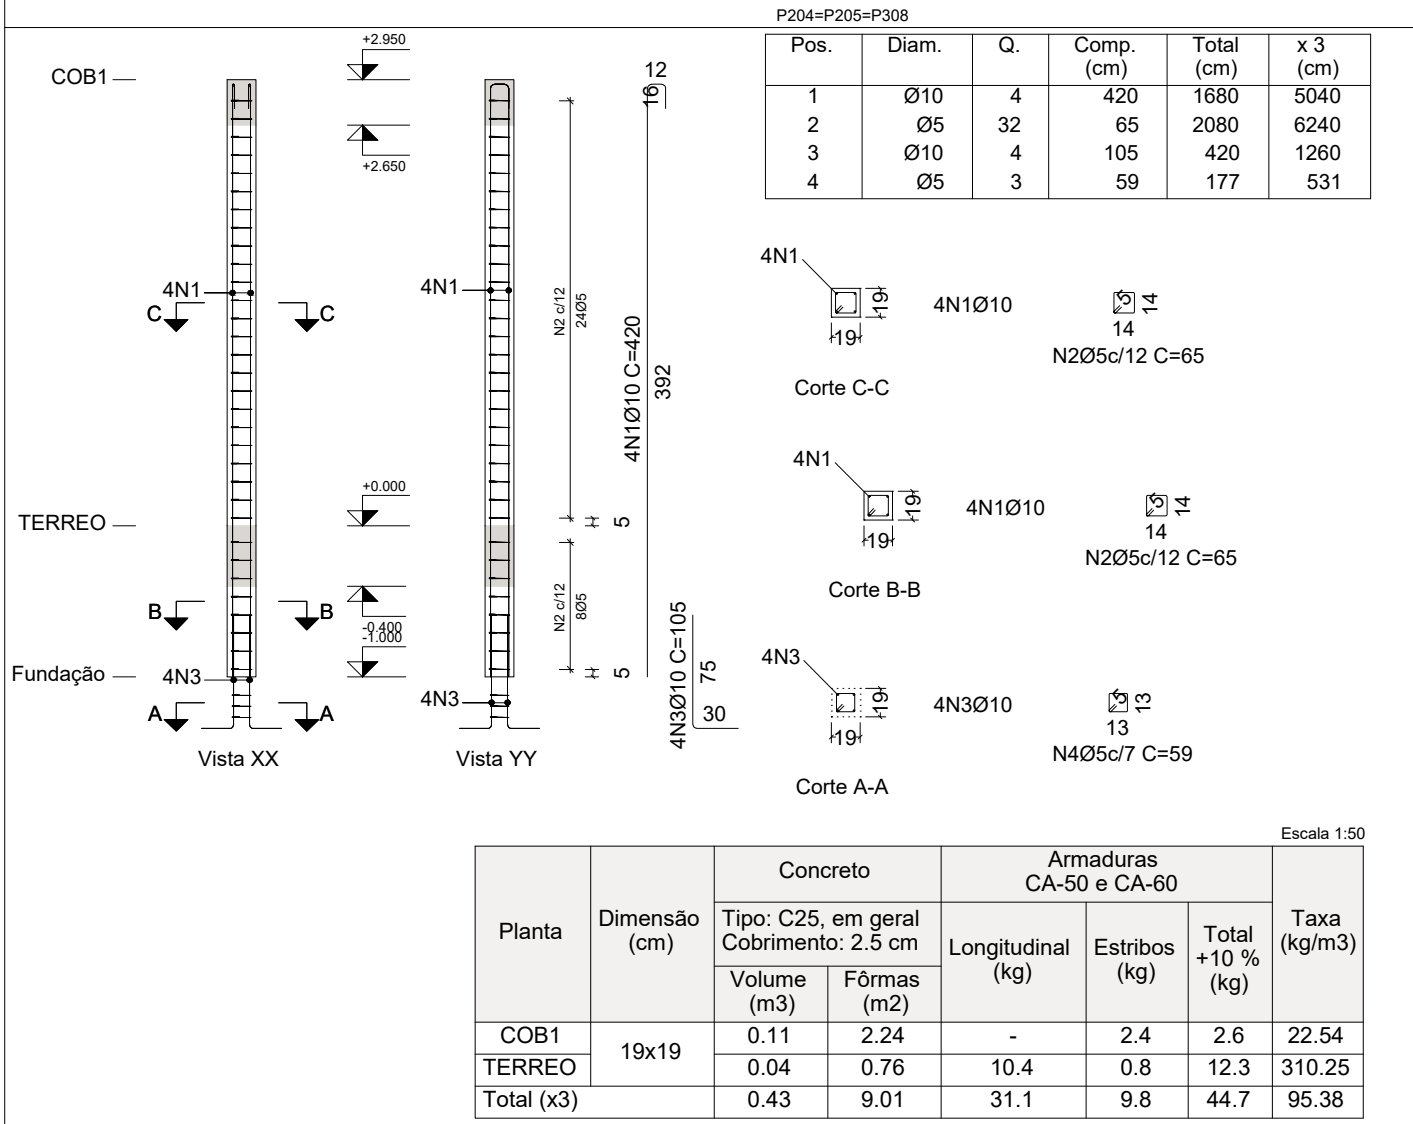 P204=P205=P308
Pos. Diam. Q. Comp. (cm) Total (cm) x 3 (cm)
1 Ø10 4 420 1680 5040
2 Ø5 32 65 2080 6240
3 Ø10 4 105 420 1260
4 Ø5 3 59 177 531
COB1
+2.950
+2.650
4N1
C
C
4N1
N2 c/12
24Ø5
12
16
4N1Ø10 C=420
392
TERREO
+0.000
5
B
B
-0.400
-1.000
N2 c/12
8Ø5
5
Fundação
4N3
4N3
A
A
4N3Ø10 C=105
75
30
Vista XX
Vista YY
4N1
19
19
4N1Ø10
5
14
14
N2Ø5c/12 C=65
Corte C-C
4N1
19
19
4N1Ø10
5
14
14
N2Ø5c/12 C=65
Corte B-B
4N3
19
19
4N3Ø10
5
13
13
N4Ø5c/7 C=59
Corte A-A
Escala 1:50
Planta
Dimensão
(cm)
Concreto
Tipo: C25, em geral
Cobrimento: 2.5 cm
Volume
(m3)
Fôrmas
(m2)
Armaduras
CA-50 e CA-60
Longitudinal
(kg)
Estribos
(kg)
Total
+10 %
(kg)
Taxa
(kg/m3)
COB1 19x19 0.11 2.24 - 2.4 2.6 22.54
TERREO 0.04 0.76 10.4 0.8 12.3 310.25
Total (x3) 0.43 9.01 31.1 9.8 44.7 95.38